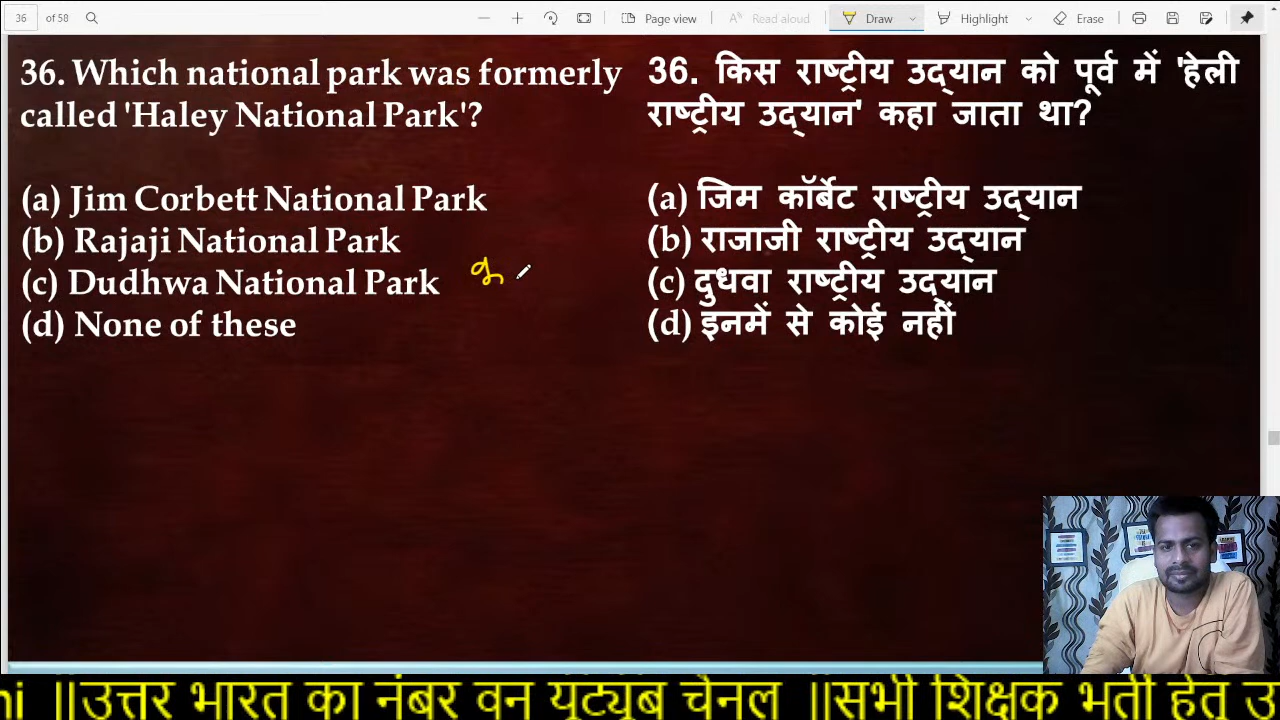 36 of 58 Page view Read aloud Draw Highlight Erase
36. Which national park was formerly
called 'Haley National Park'?
(a) Jim Corbett National Park
(b) Rajaji National Park
(c) Dudhwa National Park
(d) None of these
36. किस राष्ट्रीय उद्यान को पूर्व में 'हेली
राष्ट्रीय उद्यान' कहा जाता था?
(a) जिम कॉर्बेट राष्ट्रीय उद्यान
(b) राजाजी राष्ट्रीय उद्यान
(c) दुधवा राष्ट्रीय उद्यान
(d) इनमें से कोई नहीं
॥उत्तर भारत का नंबर वन यूट्यूब चैनल ॥सभी शिक्षक भर्ती हेतु